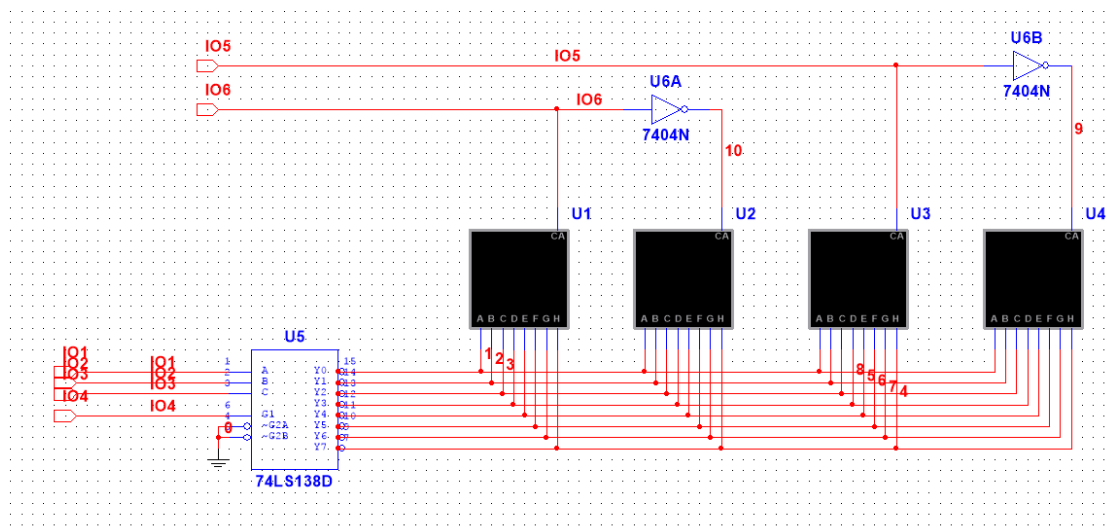 IO5
IO5
U6B
7404N
IO6
IO6
U6A
7404N
10
9
U1
U2
U3
U4
CA
CA
CA
CA
A B C D E F G H
A B C D E F G H
A B C D E F G H
A B C D E F G H
1 2 3
8 5 6 7 4
U5
IO1
IO2
IO3
IO4
IO1
IO2
IO3
IO4
0
1
2
3
6
4
A
B
C
G1
~G2A
~G2B
Y0
Y1
Y2
Y3
Y4
Y5
Y6
Y7
15
14
13
12
11
10
9
7
74LS138D